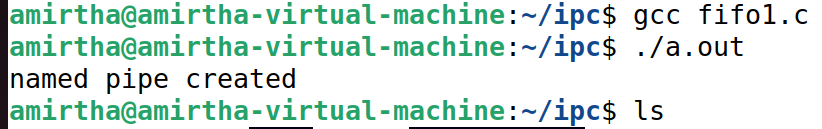 amirtha@amirtha-virtual-machine:~/ipc$ gcc fifo1.c
amirtha@amirtha-virtual-machine:~/ipc$ ./a.out
named pipe created
amirtha@amirtha-virtual-machine:~/ipc$ ls